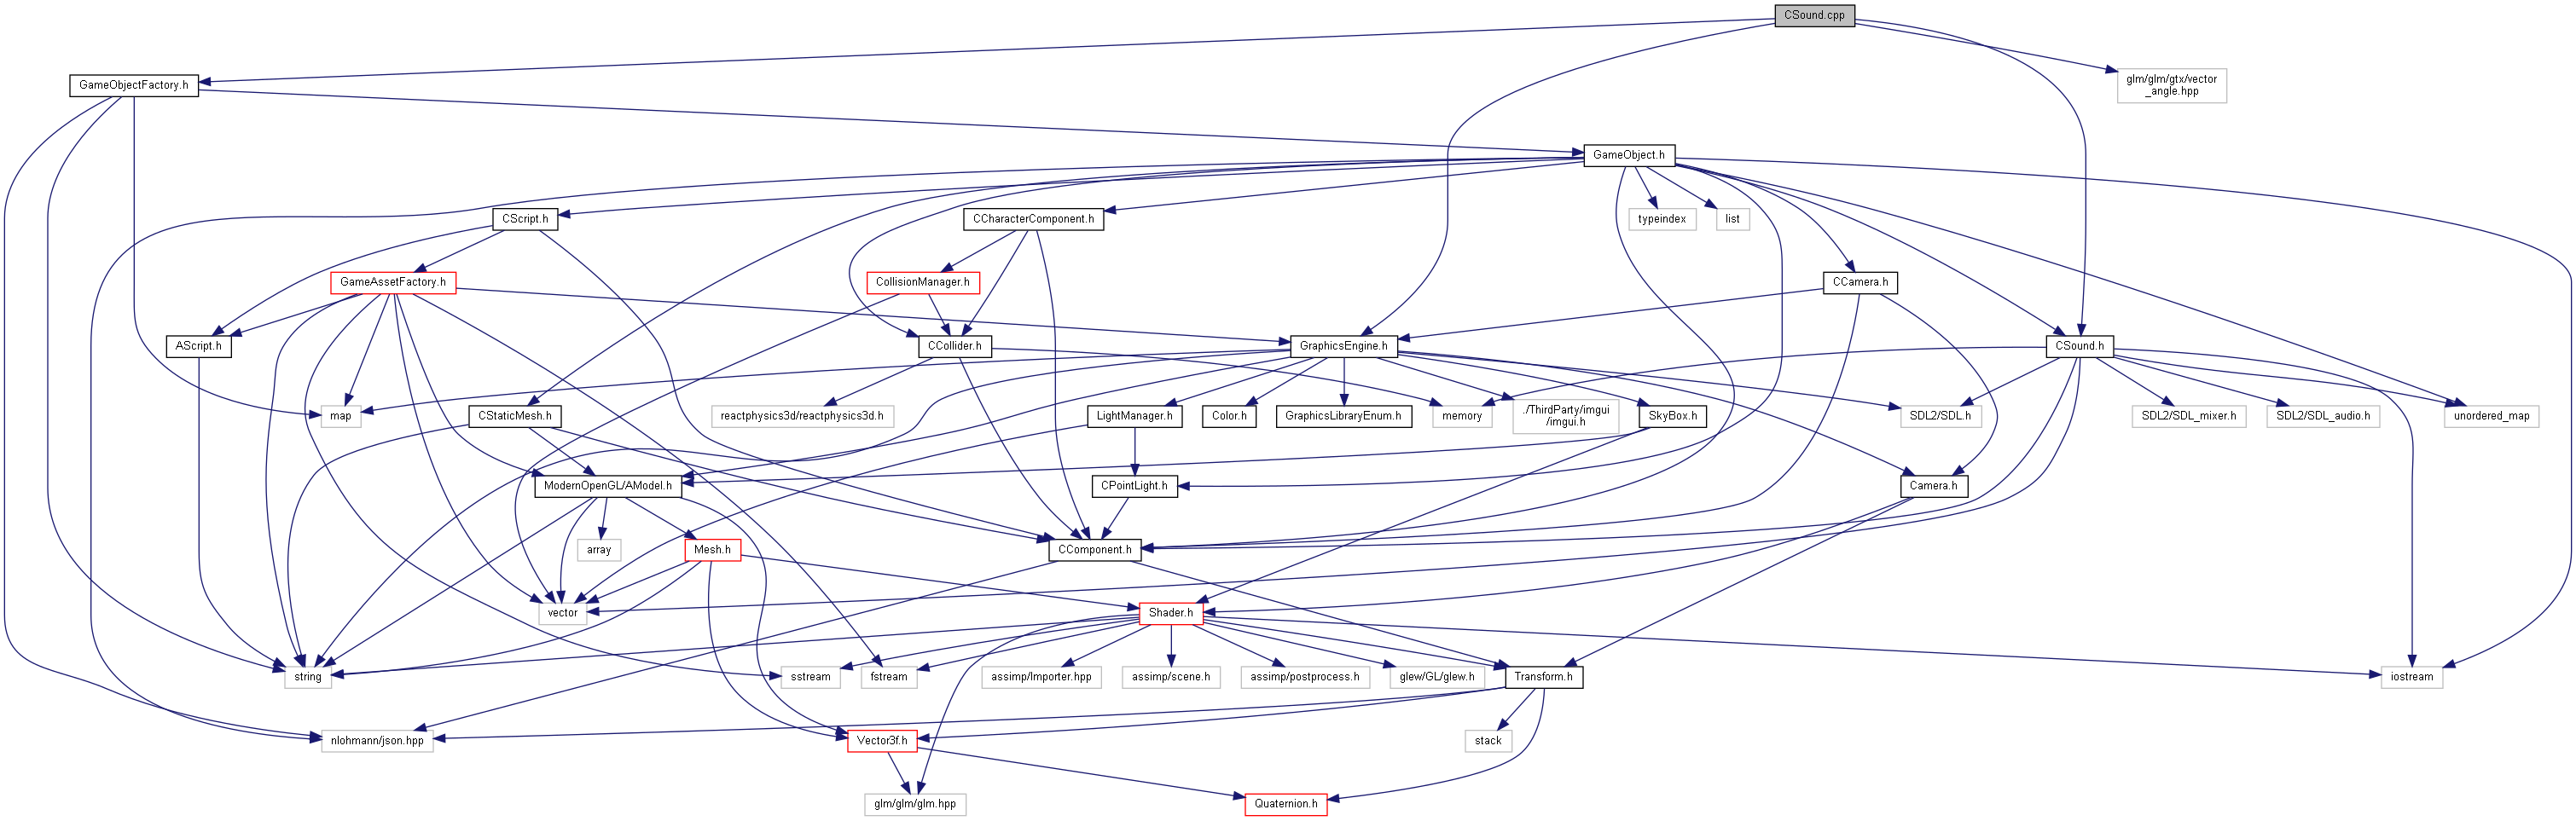 CSound.cpp
GameObjectFactory.h
glm/glm/gtx/vector
_angle.hpp
GameObject.h
CScript.h
CCharacterComponent.h
typeindex
list
GameAssetFactory.h
CollisionManager.h
CCamera.h
AScript.h
CCollider.h
GraphicsEngine.h
CSound.h
map
CStaticMesh.h
reactphysics3d/reactphysics3d.h
LightManager.h
Color.h
GraphicsLibraryEnum.h
memory
./ThirdParty/imgui
/imgui.h
SkyBox.h
SDL2/SDL.h
SDL2/SDL_mixer.h
SDL2/SDL_audio.h
unordered_map
ModernOpenGL/AModel.h
CPointLight.h
Camera.h
array
Mesh.h
CComponent.h
vector
Shader.h
string
sstream
fstream
assimp/Importer.hpp
assimp/scene.h
assimp/postprocess.h
glew/GL/glew.h
Transform.h
iostream
nlohmann/json.hpp
Vector3f.h
stack
glm/glm/glm.hpp
Quaternion.h